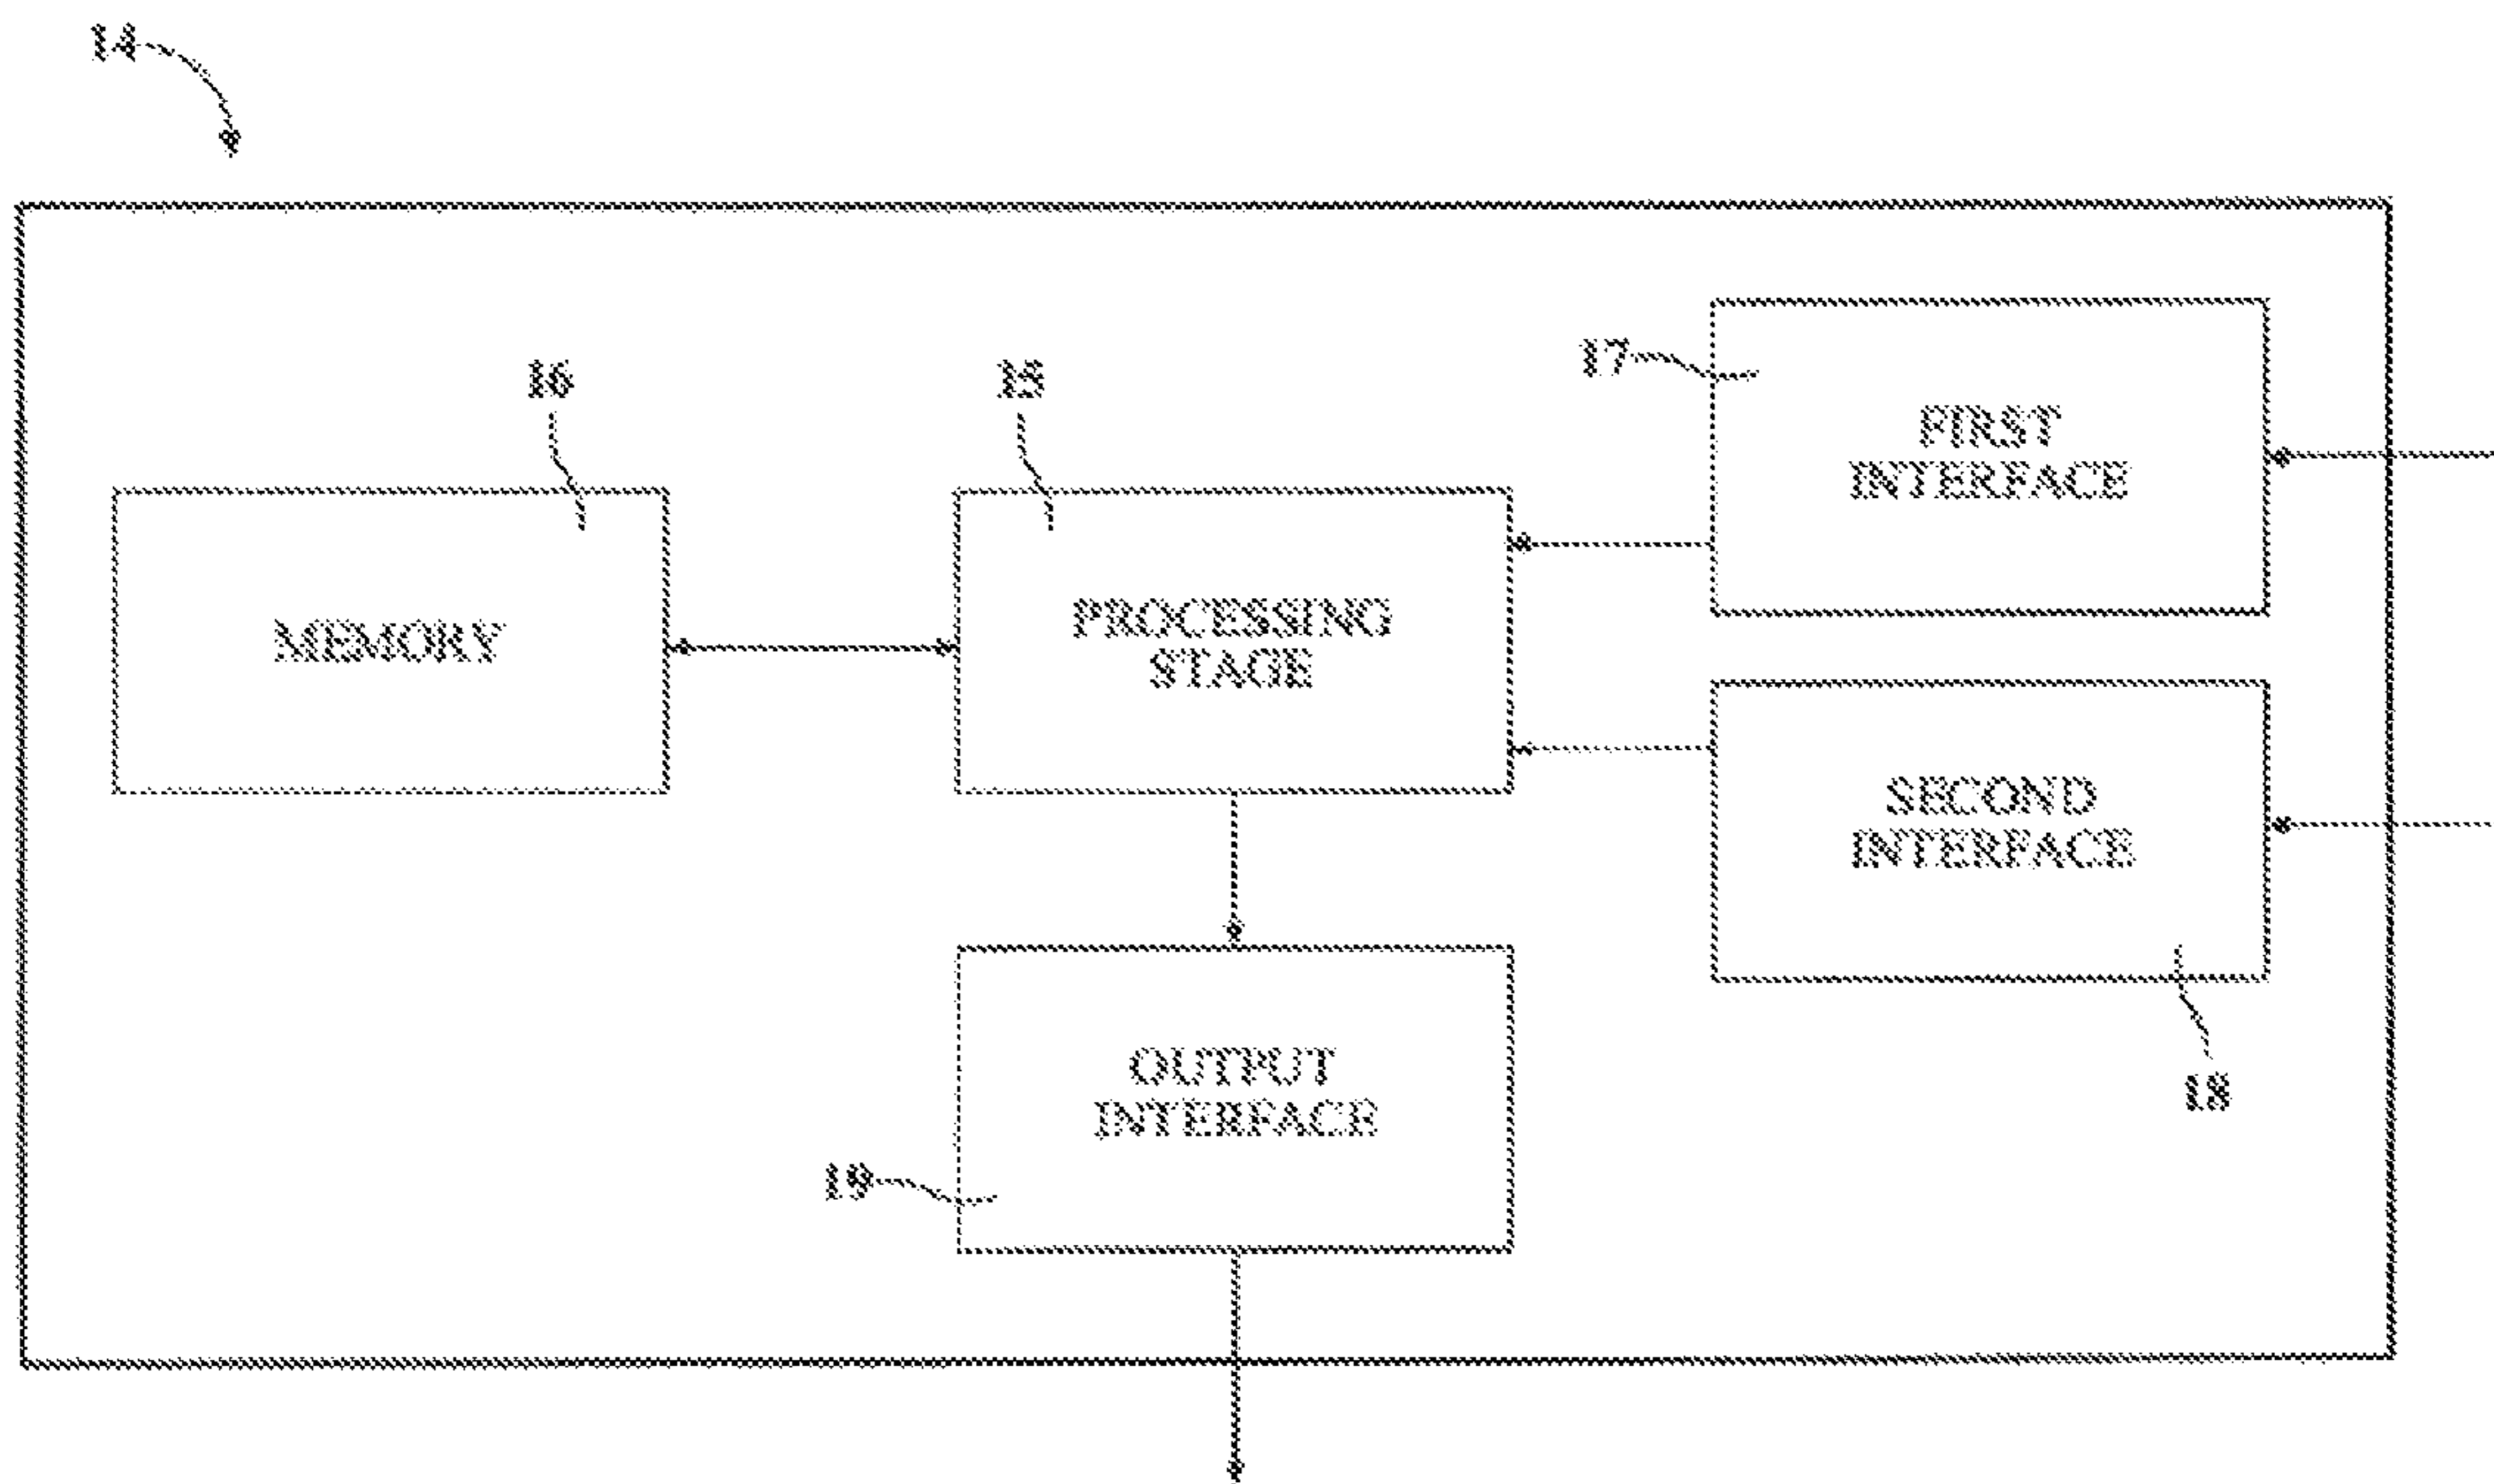 14
16
15
17
FIRST
INTERFACE
MEMORY
PROCESSING
STAGE
SECOND
INTERFACE
OUTPUT
INTERFACE
18
19